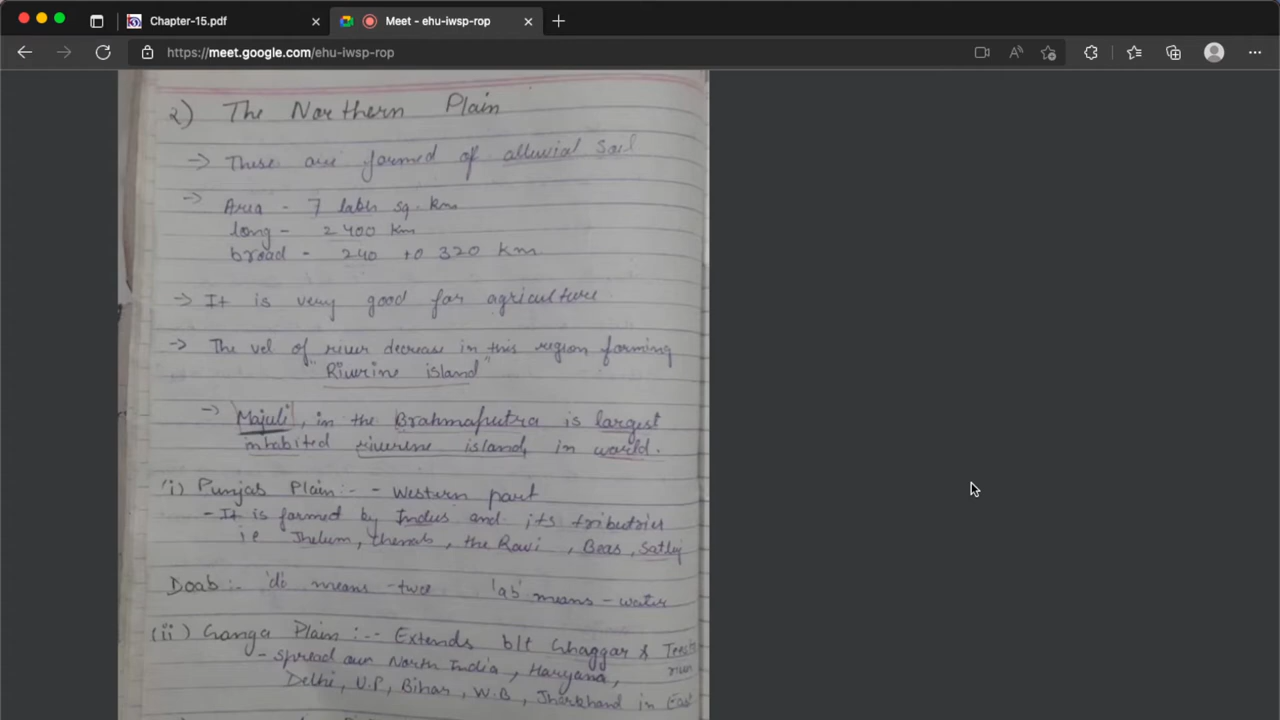 Chapter-15.pdf
Meet - ehu-iwsp-rop
https://meet.google.com/ehu-iwsp-rop
2) The Northern Plain
→ These are formed of alluvial soil
→ Area - 7 lakh sq. km
long - 2400 km
broad - 240 to 320 km
→ It is very good for agriculture
→ The vel of river decrease in this region forming
"Riverine island"
→ Majuli, in the Brahmaputra is largest
inhabited riverine island, in world.
(i) Punjab Plain :- - Western part
- It is formed by Indus and its tributries
i.e Jhelum, chenab, the Ravi, Beas, Satluj
Doab :- 'do' means - two 'ab' means - water
(ii) Ganga Plain :-- Extends b/t Ghaggar &
- spread over North India, Haryana,
Delhi, U.P, Bihar, W.B, Jharkhand in East